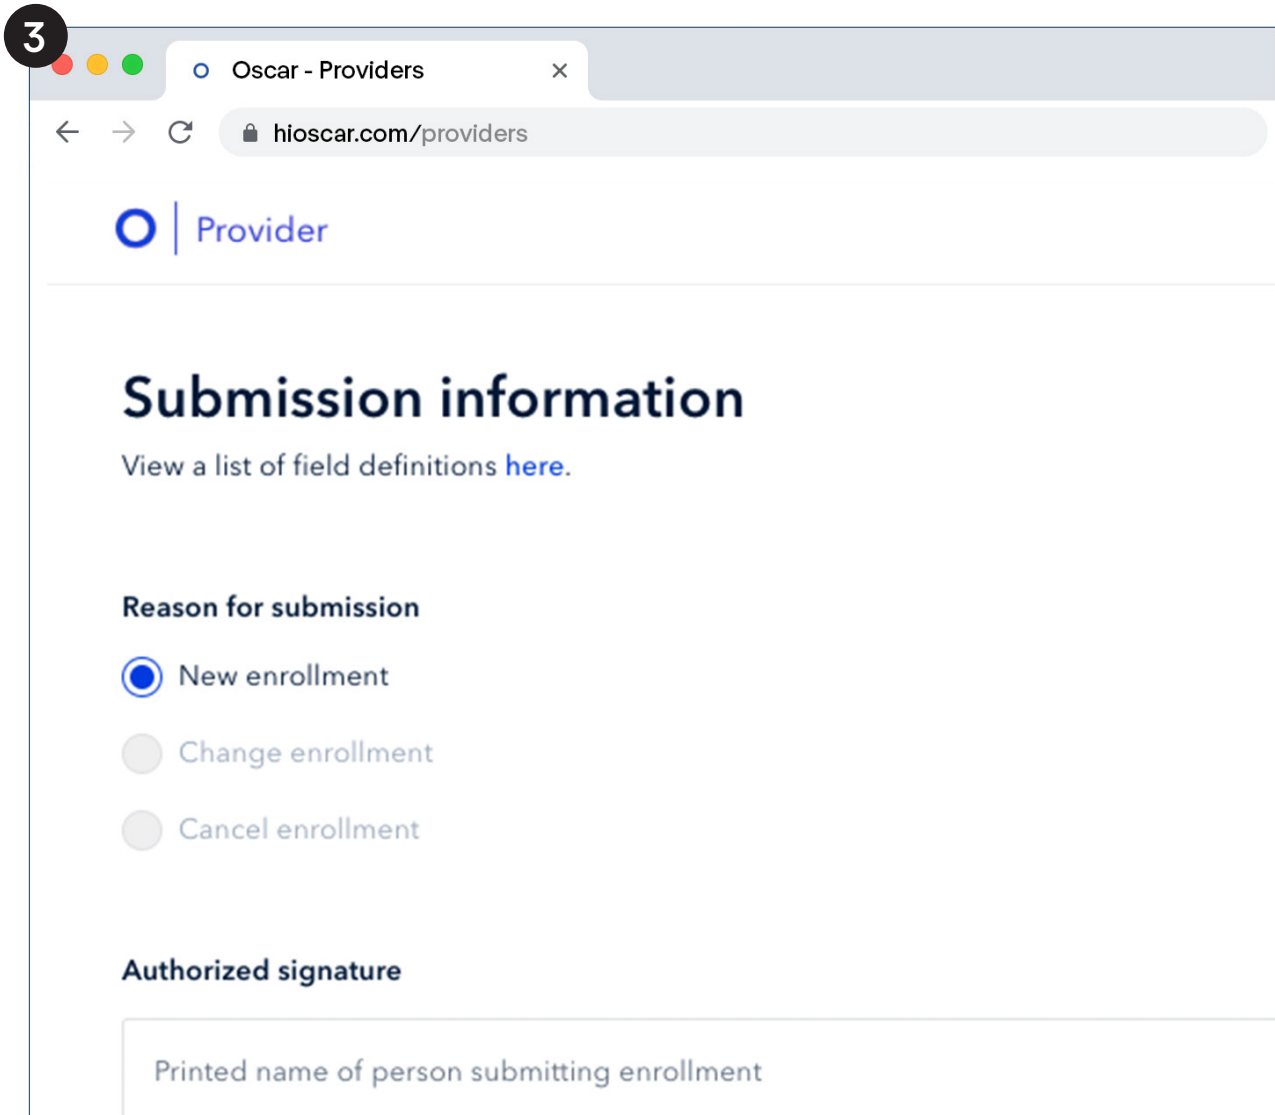 3
Oscar - Providers
hioscar.com/providers
Provider
Submission information
View a list of field definitions here.
Reason for submission
New enrollment
Change enrollment
Cancel enrollment
Authorized signature
Printed name of person submitting enrollment